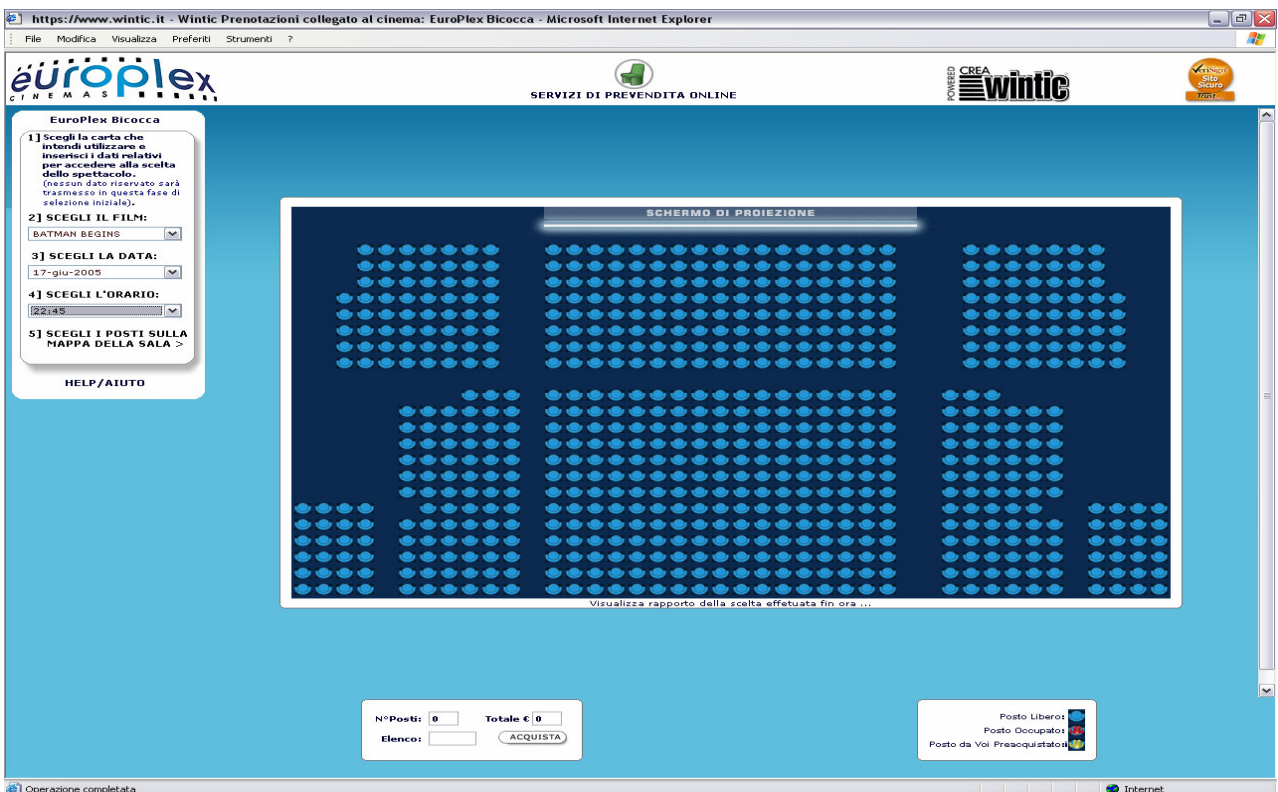 https://www.wintic.it - Wintic Prenotazioni collegato al cinema: EuroPlex Bicocca - Microsoft Internet Explorer
File Modifica Visualizza Preferiti Strumenti ?
europlex
CINEMAS
SERVIZI DI PREVENDITA ONLINE
POWERED
CREA
wintic
VeriSign
Sito
Sicuro
Trust
EuroPlex Bicocca
1] Scegli la carta che
intendi utilizzare e
inserisci i dati relativi
per accedere alla scelta
dello spettacolo.
(nessun dato riservato sarà
trasmesso in questa fase di
selezione iniziale).
2] SCEGLI IL FILM:
BATMAN BEGINS
3] SCEGLI LA DATA:
17-giu-2005
4] SCEGLI L'ORARIO:
22:45
5] SCEGLI I POSTI SULLA
MAPPA DELLA SALA >
HELP/AIUTO
SCHERMO DI PROIEZIONE
Visualizza rapporto della scelta effetuata fin ora ...
N°Posti: 0 Totale € 0
Elenco: ACQUISTA
Posto Libero:
Posto Occupato:
Posto da Voi Preacquistato:
Operazione completata
Internet